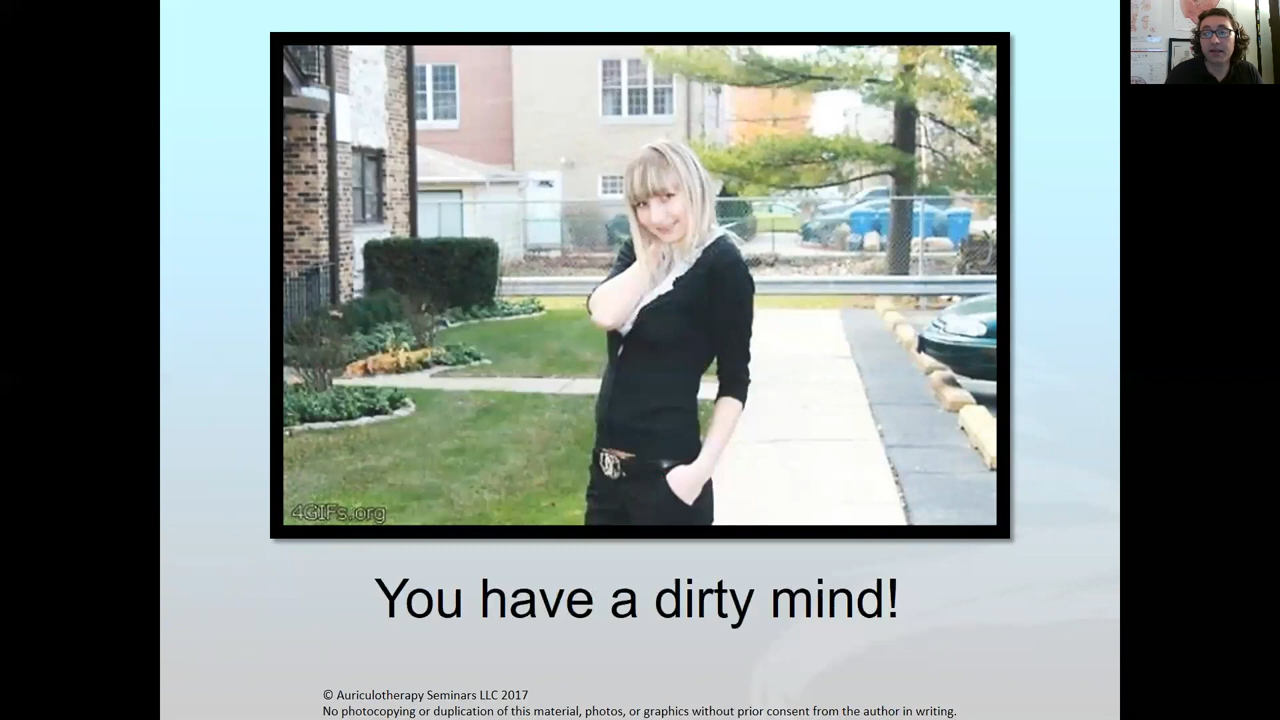 4GIFs.org
You have a dirty mind!
© Auriculotherapy Seminars LLC 2017
No photocopying or duplication of this material, photos, or graphics without prior consent from the author in writing.